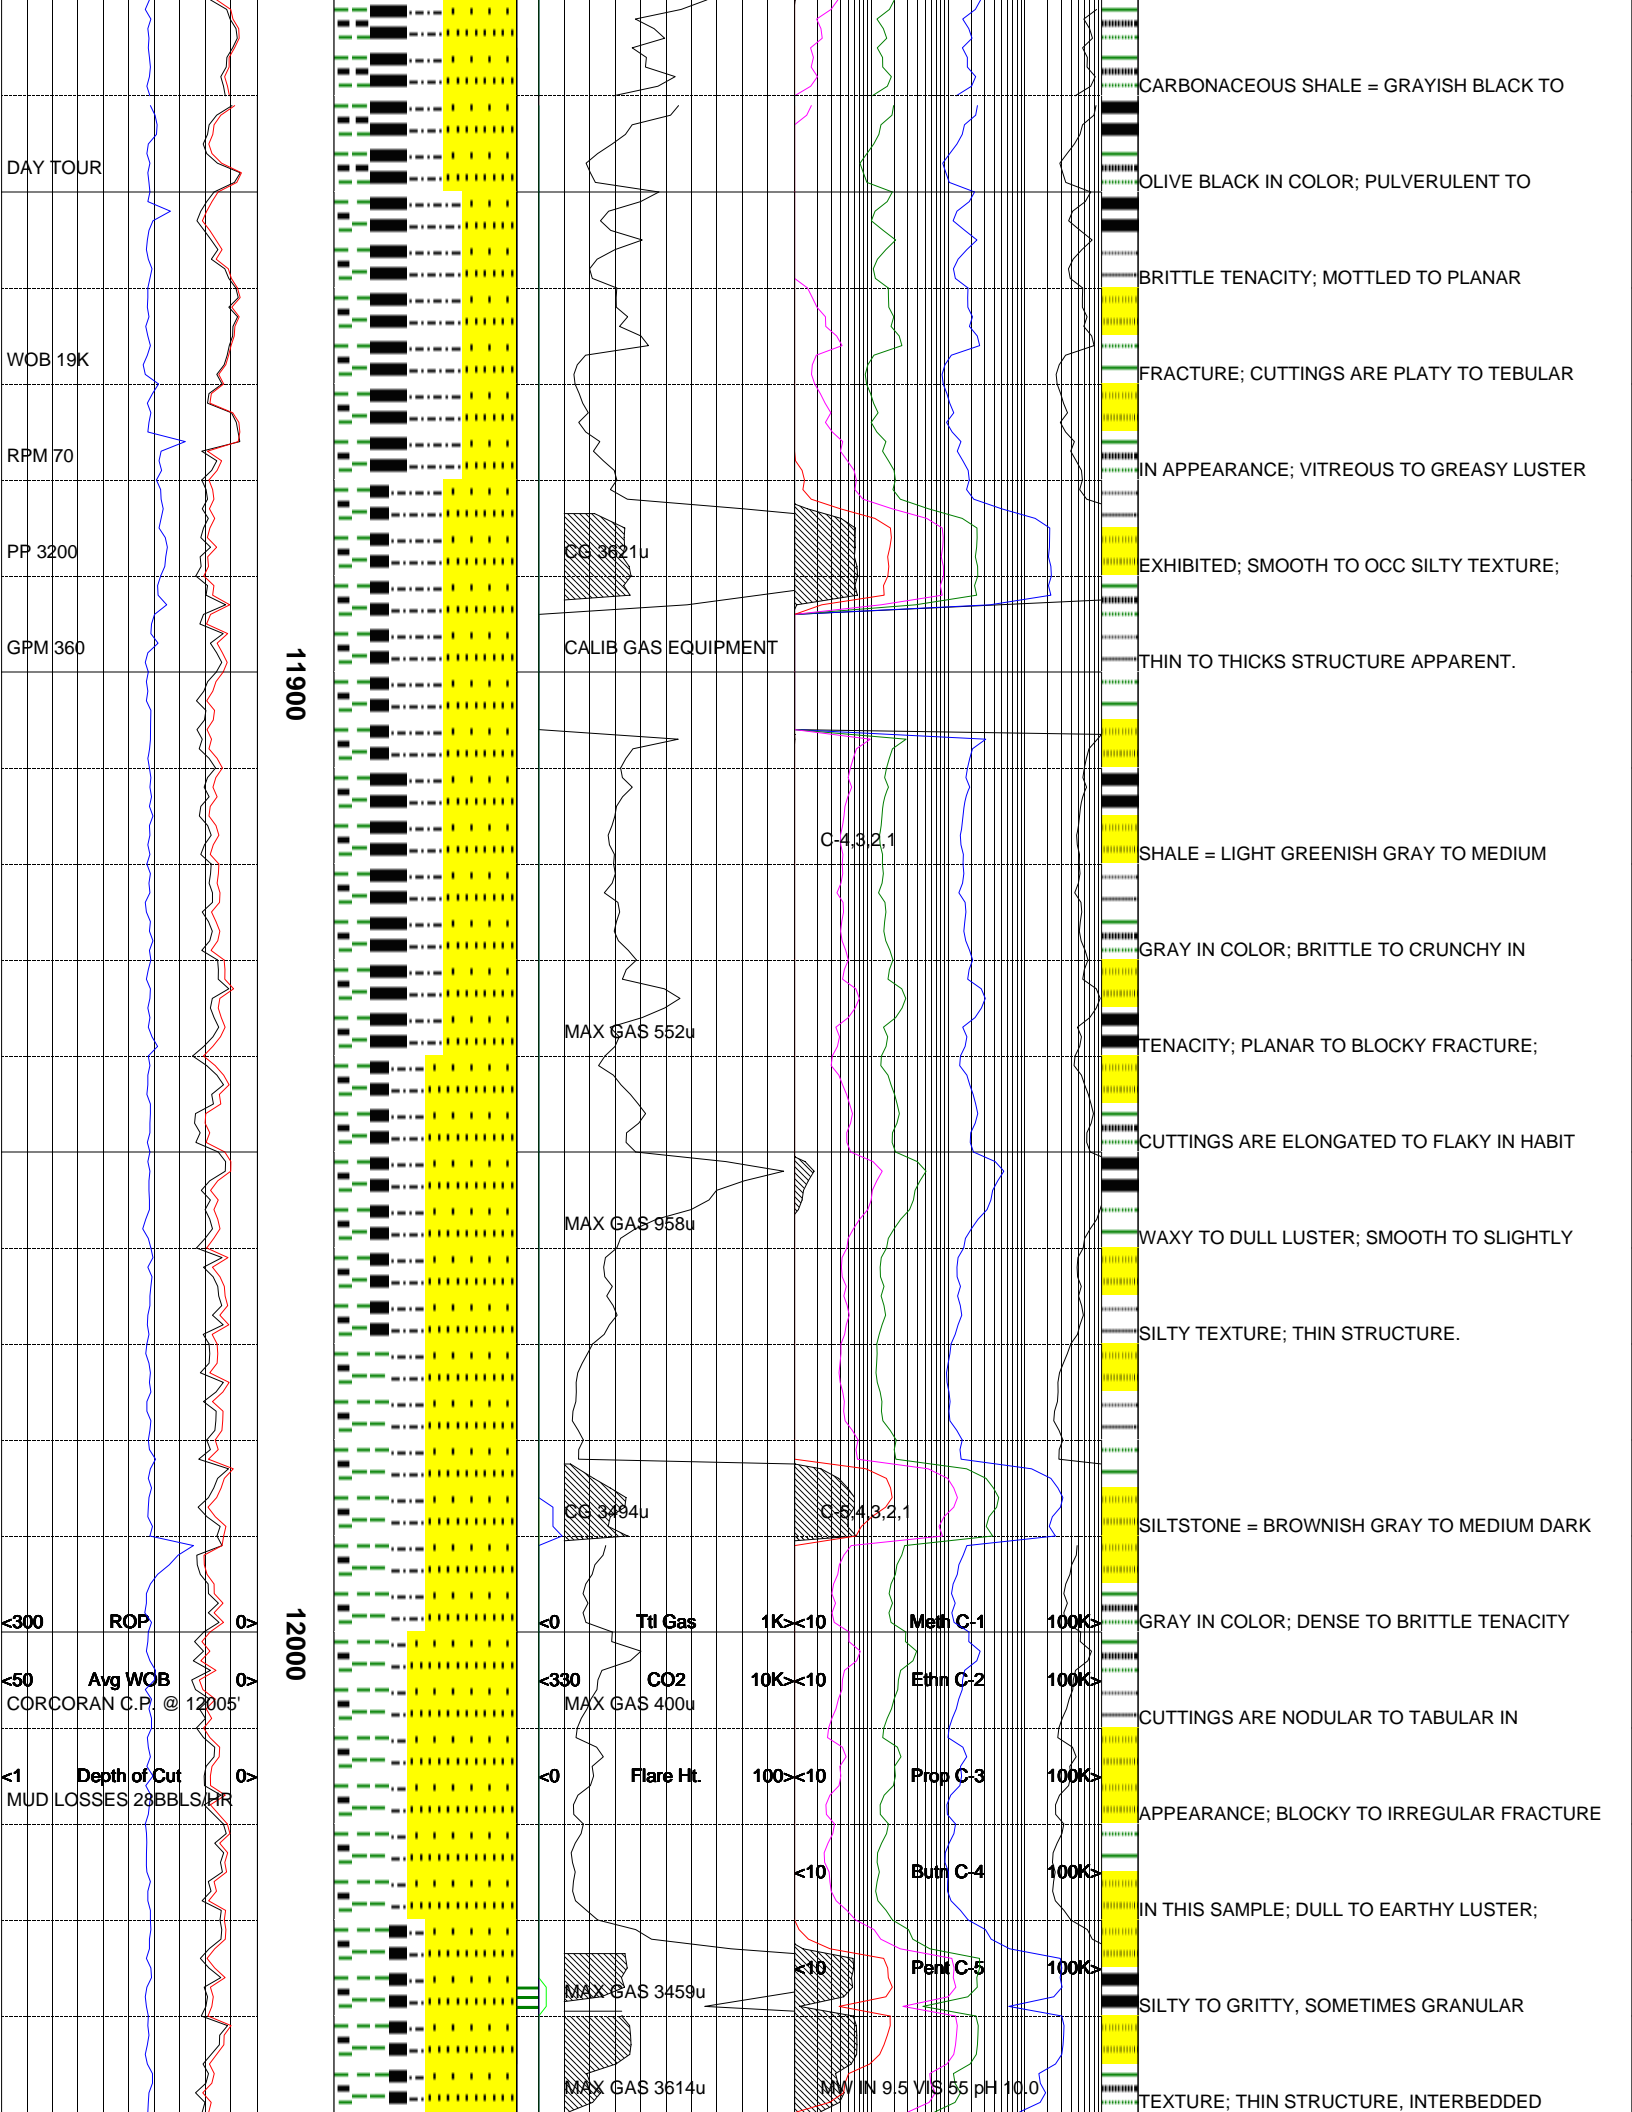 CARBONACEOUS SHALE = GRAYISH BLACK TO
DAY TOUR
OLIVE BLACK IN COLOR; PULVERULENT TO
BRITTLE TENACITY; MOTTLED TO PLANAR
WOB 19K
FRACTURE; CUTTINGS ARE PLATY TO TEBULAR
RPM 70
IN APPEARANCE; VITREOUS TO GREASY LUSTER
PP 3200
CG 3621u
EXHIBITED; SMOOTH TO OCC SILTY TEXTURE;
GPM 360
11900
CALIB GAS EQUIPMENT
THIN TO THICKS STRUCTURE APPARENT.
C-4,3,2,1
SHALE = LIGHT GREENISH GRAY TO MEDIUM
GRAY IN COLOR; BRITTLE TO CRUNCHY IN
MAX GAS 552u
TENACITY; PLANAR TO BLOCKY FRACTURE;
CUTTINGS ARE ELONGATED TO FLAKY IN HABIT
MAX GAS 958u
WAXY TO DULL LUSTER; SMOOTH TO SLIGHTLY
SILTY TEXTURE; THIN STRUCTURE.
CG 3494u
C-5,4,3,2,1
SILTSTONE = BROWNISH GRAY TO MEDIUM DARK
<300 ROP 0>
12000
<0 Ttl Gas 1K>
<10 Meth C-1 100K>
GRAY IN COLOR; DENSE TO BRITTLE TENACITY
<50 Avg WOB 0>
<330 CO2 10K>
<10 Ethn C-2 100K>
CORCORAN C.P. @ 12005'
MAX GAS 400u
CUTTINGS ARE NODULAR TO TABULAR IN
<1 Depth of Cut 0>
<0 Flare Ht. 100>
<10 Prop C-3 100K>
MUD LOSSES 28BBLS/HR
APPEARANCE; BLOCKY TO IRREGULAR FRACTURE
<10 Butn C-4 100K>
IN THIS SAMPLE; DULL TO EARTHY LUSTER;
<10 Pent C-5 100K>
MAX GAS 3459u
SILTY TO GRITTY, SOMETIMES GRANULAR
MAX GAS 3614u
MW IN 9.5 VIS 55 pH 10.0
TEXTURE; THIN STRUCTURE, INTERBEDDED